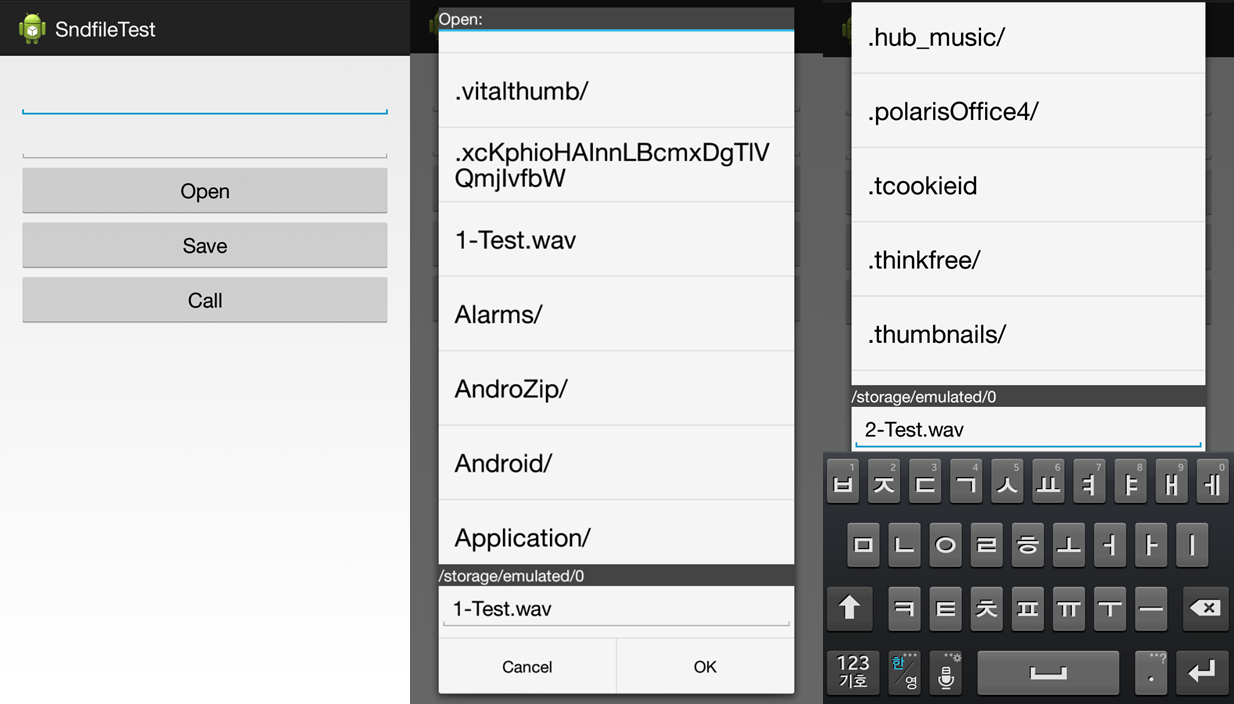 SndfileTest
Open
Save
Call
Open:
.vitalthumb/
.xcKphioHAInnLBcmxDgTlV
QmjlvfbW
1-Test.wav
Alarms/
AndroZip/
Android/
Application/
/storage/emulated/0
1-Test.wav
Cancel OK
.hub_music/
.polarisOffice4/
.tcookieid
.thinkfree/
.thumbnails/
/storage/emulated/0
2-Test.wav
1 2 3 4 5 6 7 8 9 0
ㅂ ㅈ ㄷ ㄱ ㅅ ㅛ ㅕ ㅑ ㅐ ㅔ
ㅁ ㄴ ㅇ ㄹ ㅎ ㅗ ㅓ ㅏ ㅣ
ㅋ ㅌ ㅊ ㅍ ㅠ ㅜ ㅡ
123 한/영 . ?
기호